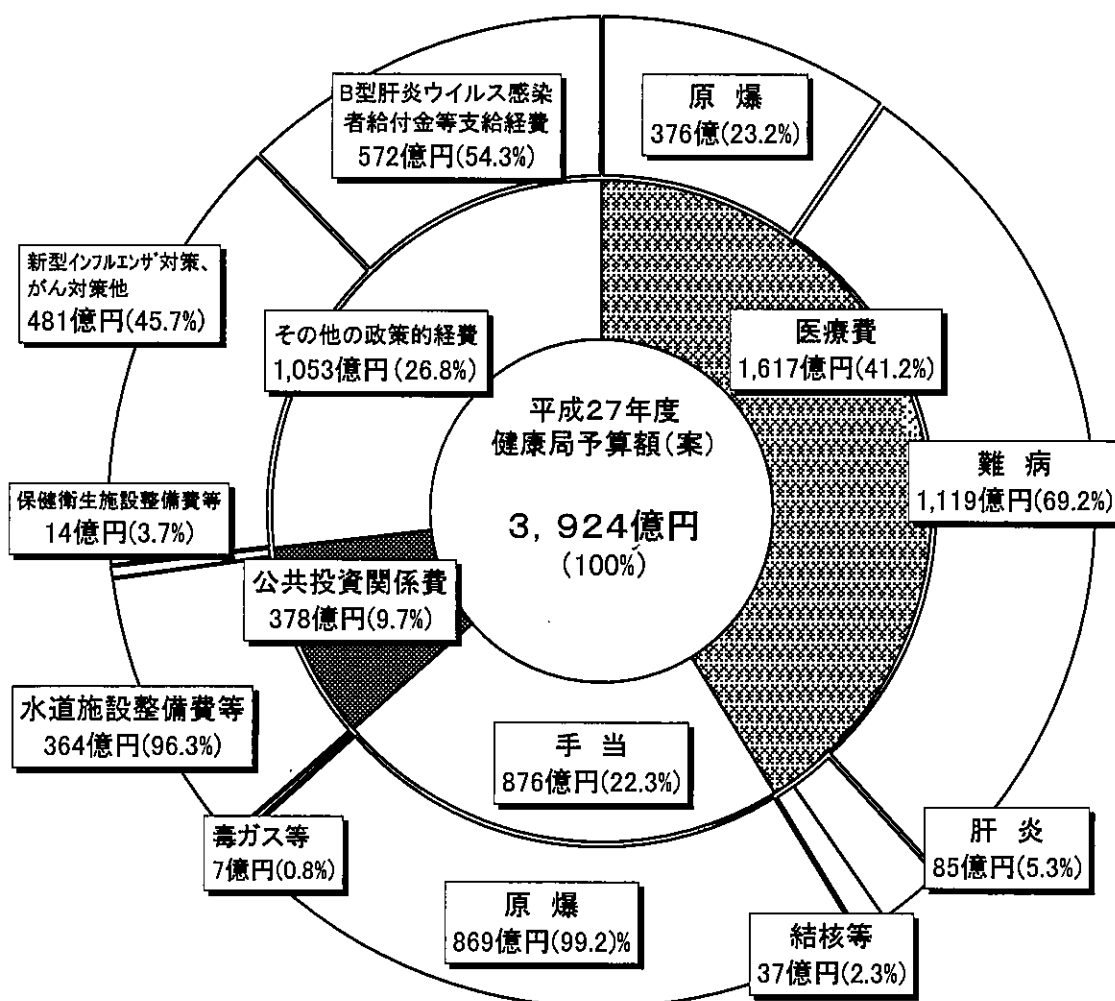 B型肝炎ウイルス感染
者給付金等支給経費
572億円(54.3%)
原 爆
376億(23.2%)
新型インフルエンザ対策、
がん対策他
481億円(45.7%)
その他の政策的経費
1,053億円(26.8%)
医療費
1,617億円(41.2%)
平成27年度
健康局予算額(案)
3,924億円
(100%)
難 病
1,119億円(69.2%)
保健衛生施設整備費等
14億円(3.7%)
公共投資関係費
378億円(9.7%)
水道施設整備費等
364億円(96.3%)
手 当
876億円(22.3%)
毒ガス等
7億円(0.8%)
肝 炎
85億円(5.3%)
原 爆
869億円(99.2)%
結核等
37億円(2.3%)